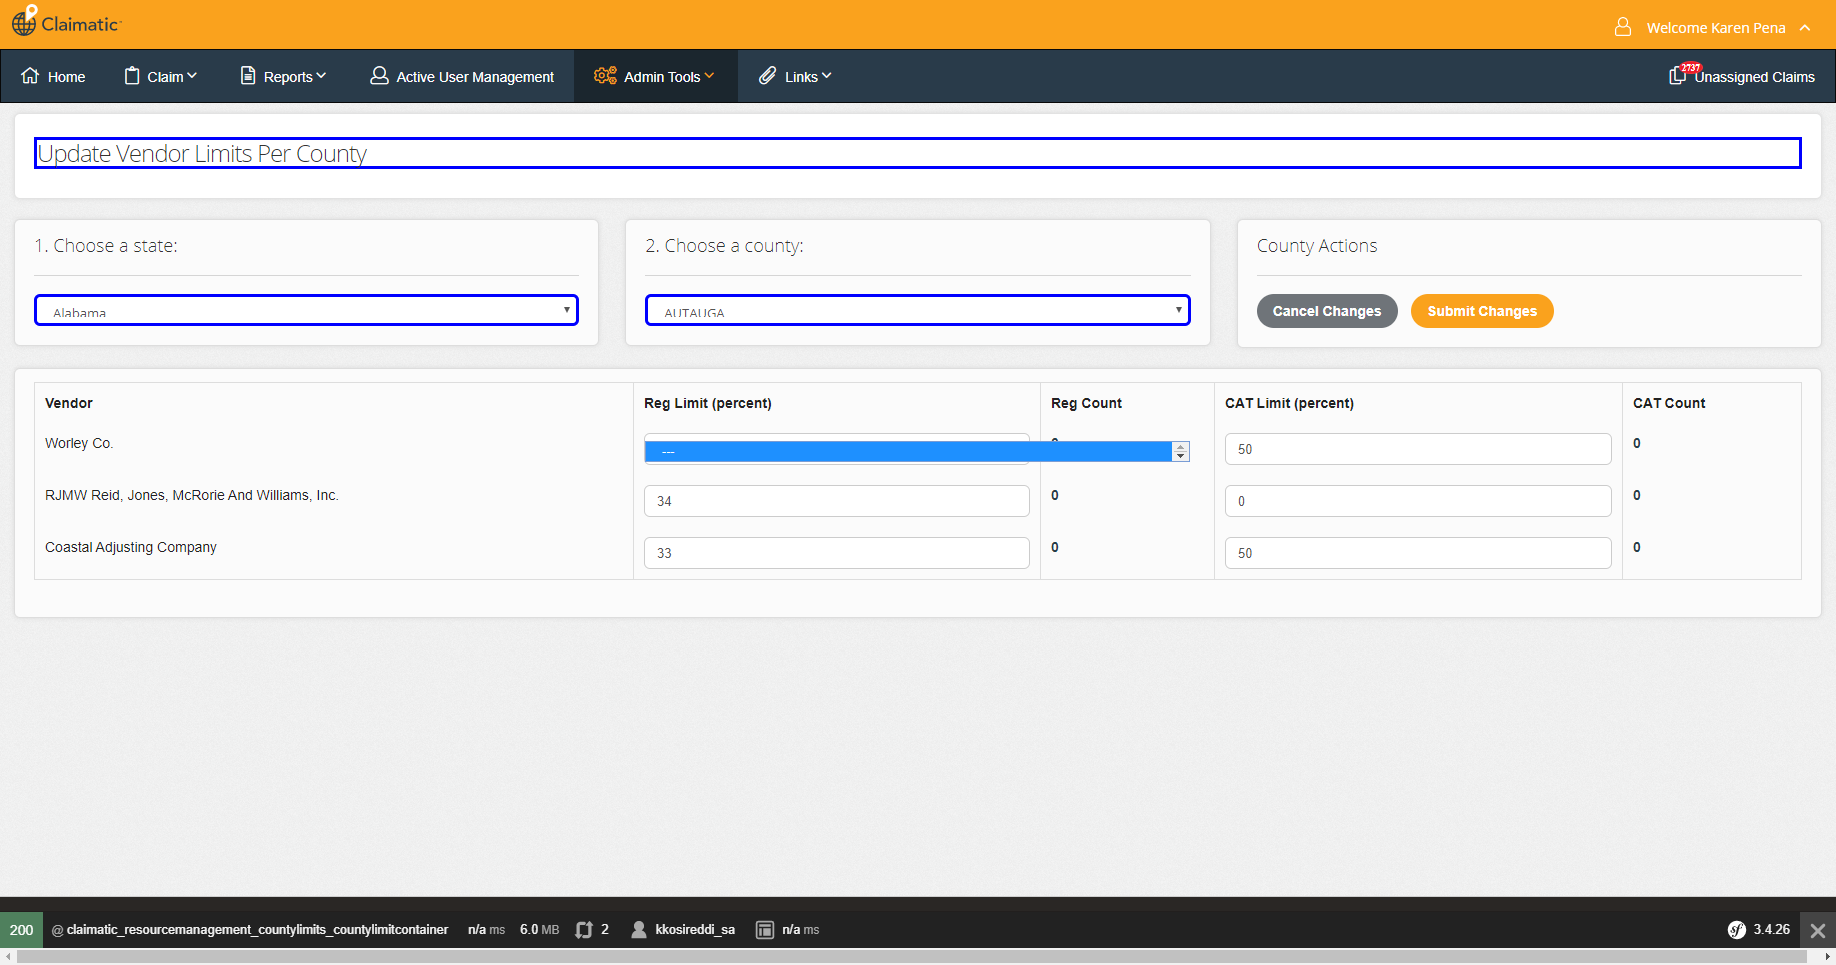 Claimatic
Welcome Karen Pena
Home
Claim
Reports
Active User Management
Admin Tools
Links
2737
Unassigned Claims
Update Vendor Limits Per County
1. Choose a state:
Alabama
2. Choose a county:
AUTAUGA
County Actions
Cancel Changes
Submit Changes
Vendor
Reg Limit (percent)
Reg Count
CAT Limit (percent)
CAT Count
Worley Co.
---
50
0
RJMW Reid, Jones, McRorie And Williams, Inc.
34
0
0
0
Coastal Adjusting Company
33
0
50
0
200
@ claimatic_resourcemanagement_countylimits_countylimitcontainer
n/a ms
6.0 MB
2
kkosireddi_sa
n/a ms
sf
3.4.26